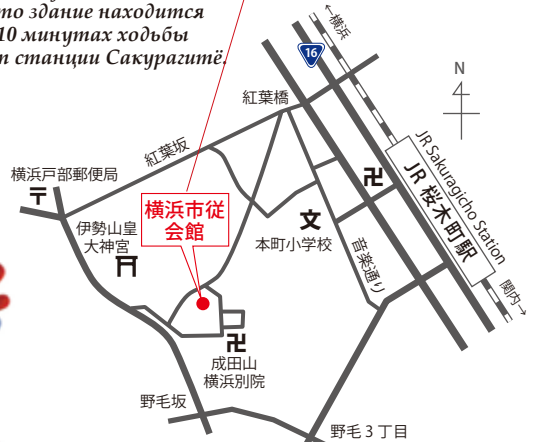 то здание находится
10 минутах ходьбы
т станции Сакурагитё.
←横浜
16
N
紅葉橋
紅葉坂
横浜戸部郵便局
〒
伊勢山皇
大神宮
横浜市従
会館
文
本町小学校
卍
音楽通り
JR Sakuragicho Station
JR 桜木町駅
関内→
卍
成田山
横浜別院
野毛坂
野毛 3 丁目